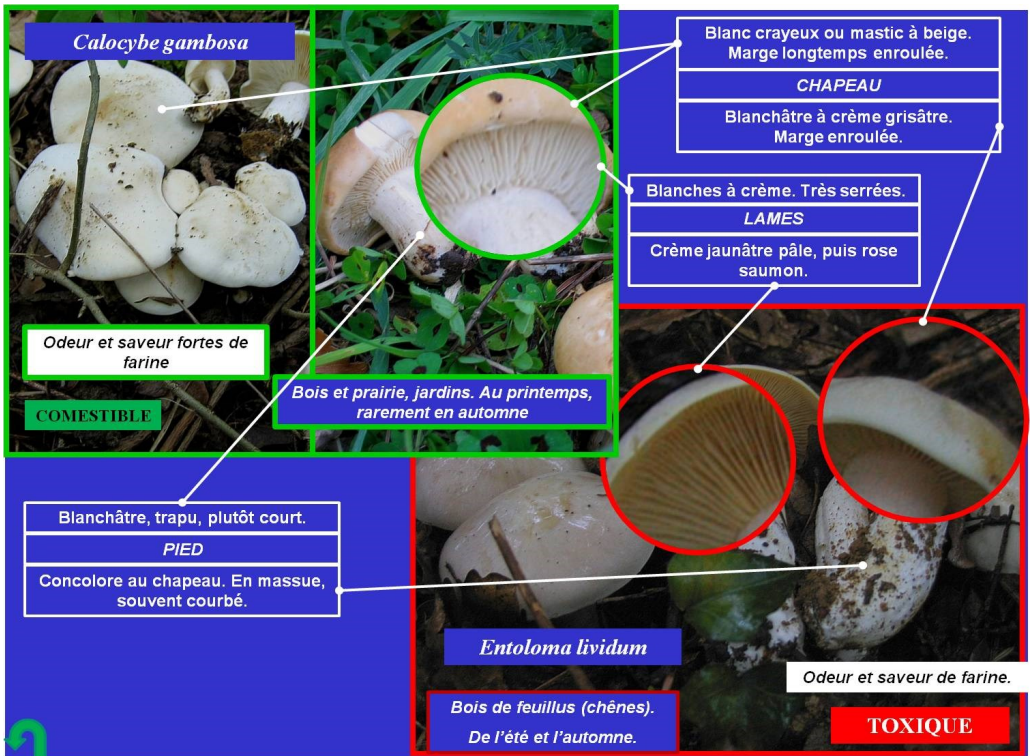 Calocybe gambosa
Blanc crayeux ou mastic à beige.
Marge longtemps enroulée.
CHAPEAU
Blanchâtre à crème grisâtre.
Marge enroulée.
Blanches à crème. Très serrées.
LAMES
Crème jaunâtre pâle, puis rose
saumon.
Odeur et saveur fortes de
farine
COMESTIBLE
Bois et prairie, jardins. Au printemps,
rarement en automne
Blanchâtre, trapu, plutôt court.
PIED
Concolore au chapeau. En massue,
souvent courbé.
Entoloma lividum
Odeur et saveur de farine.
Bois de feuillus (chênes).
De l'été et l'automne.
TOXIQUE